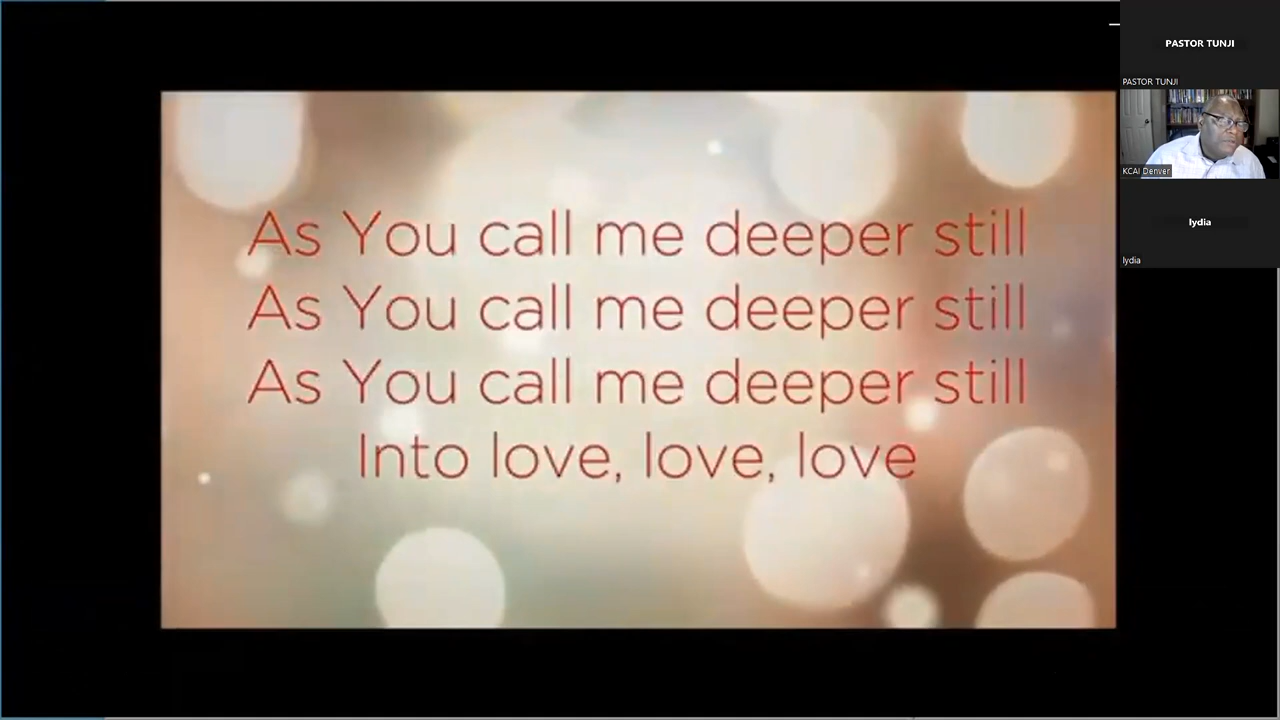 As You call me deeper still
As You call me deeper still
As You call me deeper still
Into love, love, love
PASTOR TUNJI
PASTOR TUNJI
KCAI Denver
lydia
lydia